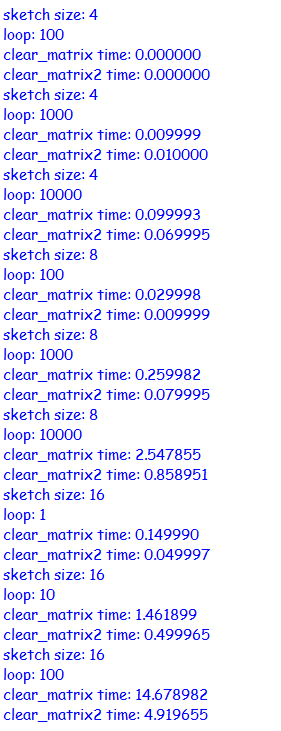 sketch size: 4
loop: 100
clear_matrix time: 0.000000
clear_matrix2 time: 0.000000
sketch size: 4
loop: 1000
clear_matrix time: 0.009999
clear_matrix2 time: 0.010000
sketch size: 4
loop: 10000
clear_matrix time: 0.099993
clear_matrix2 time: 0.069995
sketch size: 8
loop: 100
clear_matrix time: 0.029998
clear_matrix2 time: 0.009999
sketch size: 8
loop: 1000
clear_matrix time: 0.259982
clear_matrix2 time: 0.079995
sketch size: 8
loop: 10000
clear_matrix time: 2.547855
clear_matrix2 time: 0.858951
sketch size: 16
loop: 1
clear_matrix time: 0.149990
clear_matrix2 time: 0.049997
sketch size: 16
loop: 10
clear_matrix time: 1.461899
clear_matrix2 time: 0.499965
sketch size: 16
loop: 100
clear_matrix time: 14.678982
clear_matrix2 time: 4.919655